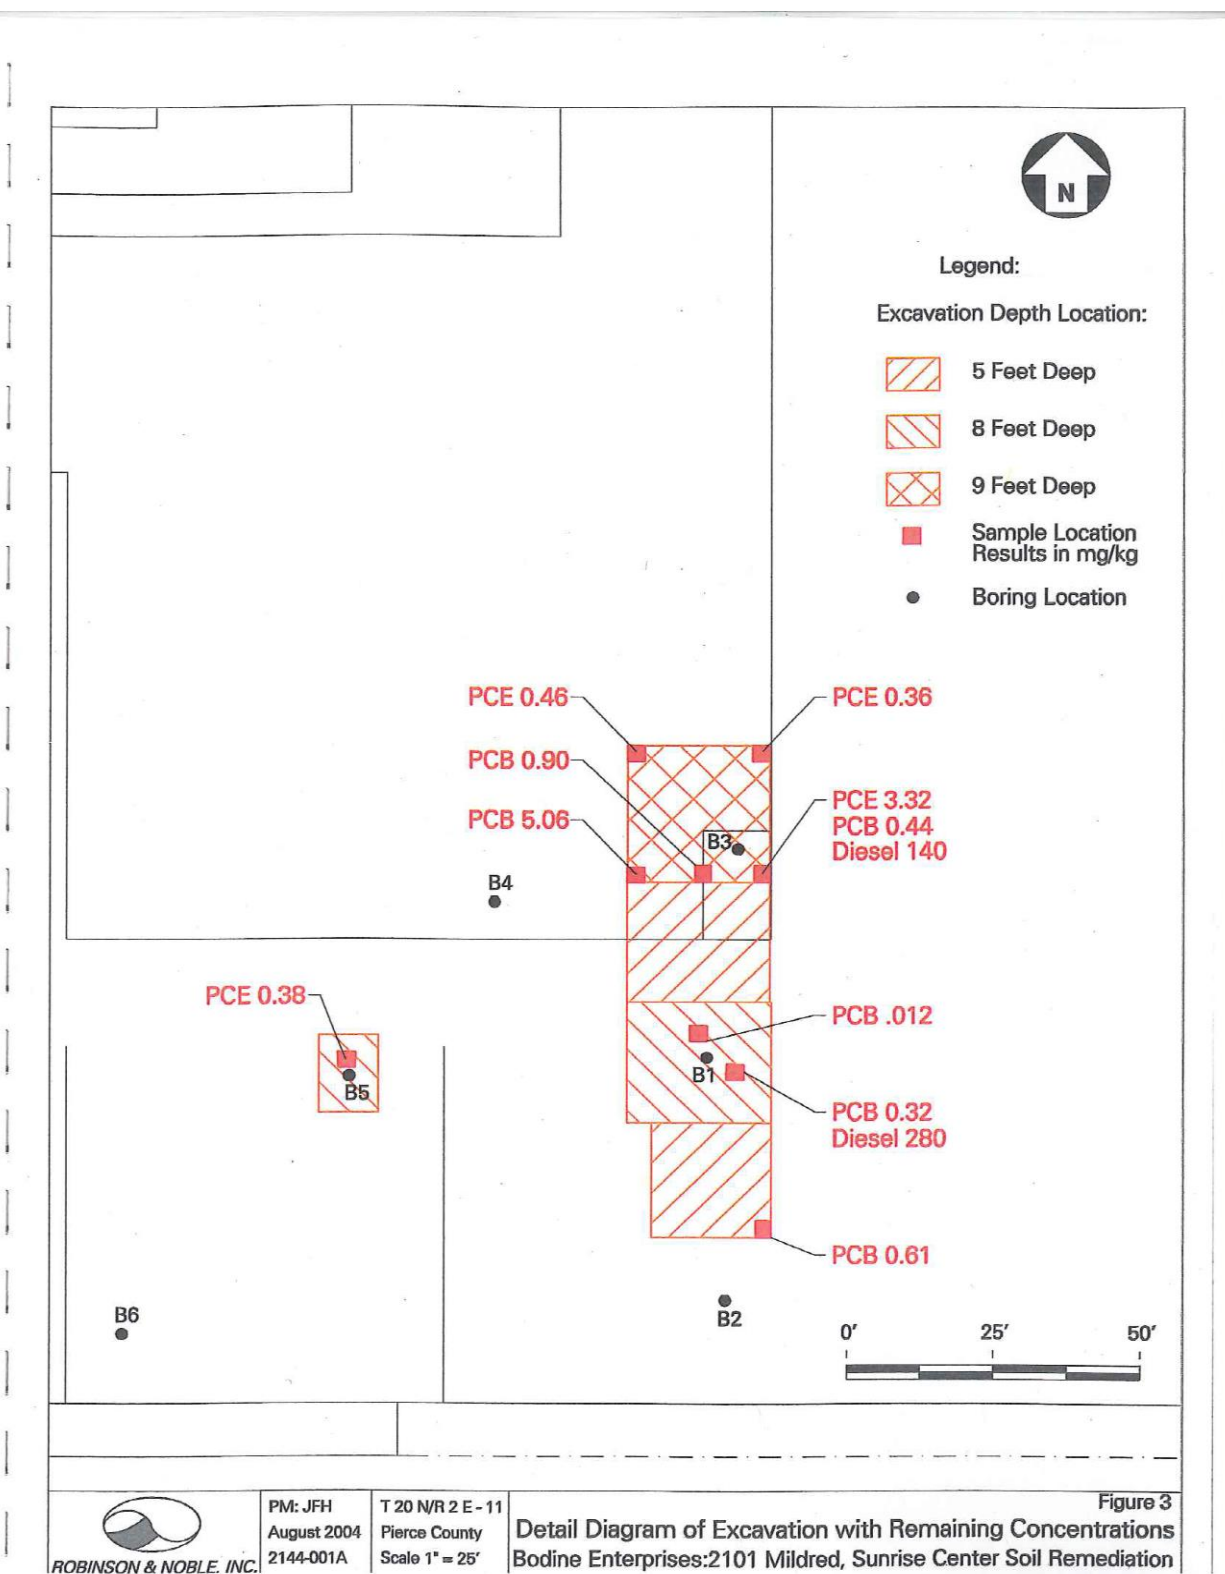 N
Legend:
Excavation Depth Location:
5 Feet Deep
8 Feet Deep
9 Feet Deep
Sample Location
Results in mg/kg
Boring Location
PCE 0.46
PCE 0.36
PCB 0.90
PCB 5.06
PCE 3.32
PCB 0.44
Diesel 140
B3
B4
PCE 0.38
PCB .012
B1
B5
PCB 0.32
Diesel 280
PCB 0.61
B6
B2
0' 25' 50'
ROBINSON & NOBLE, INC.
PM: JFH
August 2004
2144-001A
T 20 N/R 2 E - 11
Pierce County
Scale 1" = 25'
Figure 3
Detail Diagram of Excavation with Remaining Concentrations
Bodine Enterprises:2101 Mildred, Sunrise Center Soil Remediation